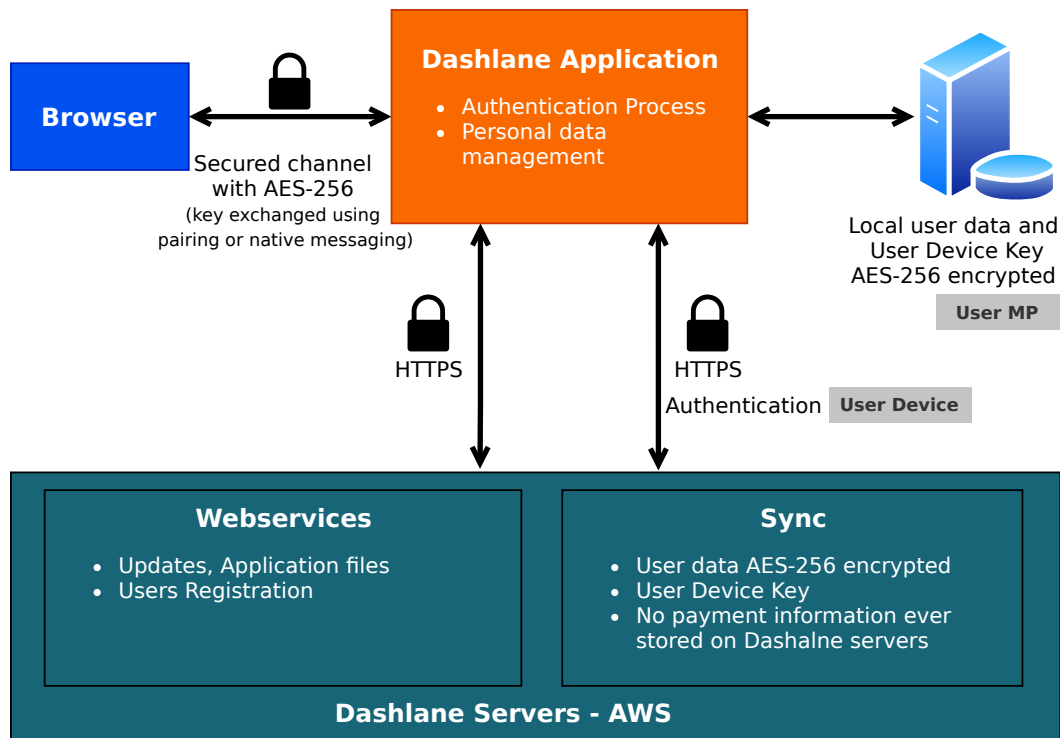 Dashlane Application
• Authentication Process
• Personal data
management
Browser
Secured channel
with AES-256
(key exchanged using
pairing or native messaging)
Local user data and
User Device Key
AES-256 encrypted
User MP
HTTPS
HTTPS
Authentication
User Device
Webservices
• Updates, Application files
• Users Registration
Sync
• User data AES-256 encrypted
• User Device Key
• No payment information ever
stored on Dashalne servers
Dashlane Servers - AWS